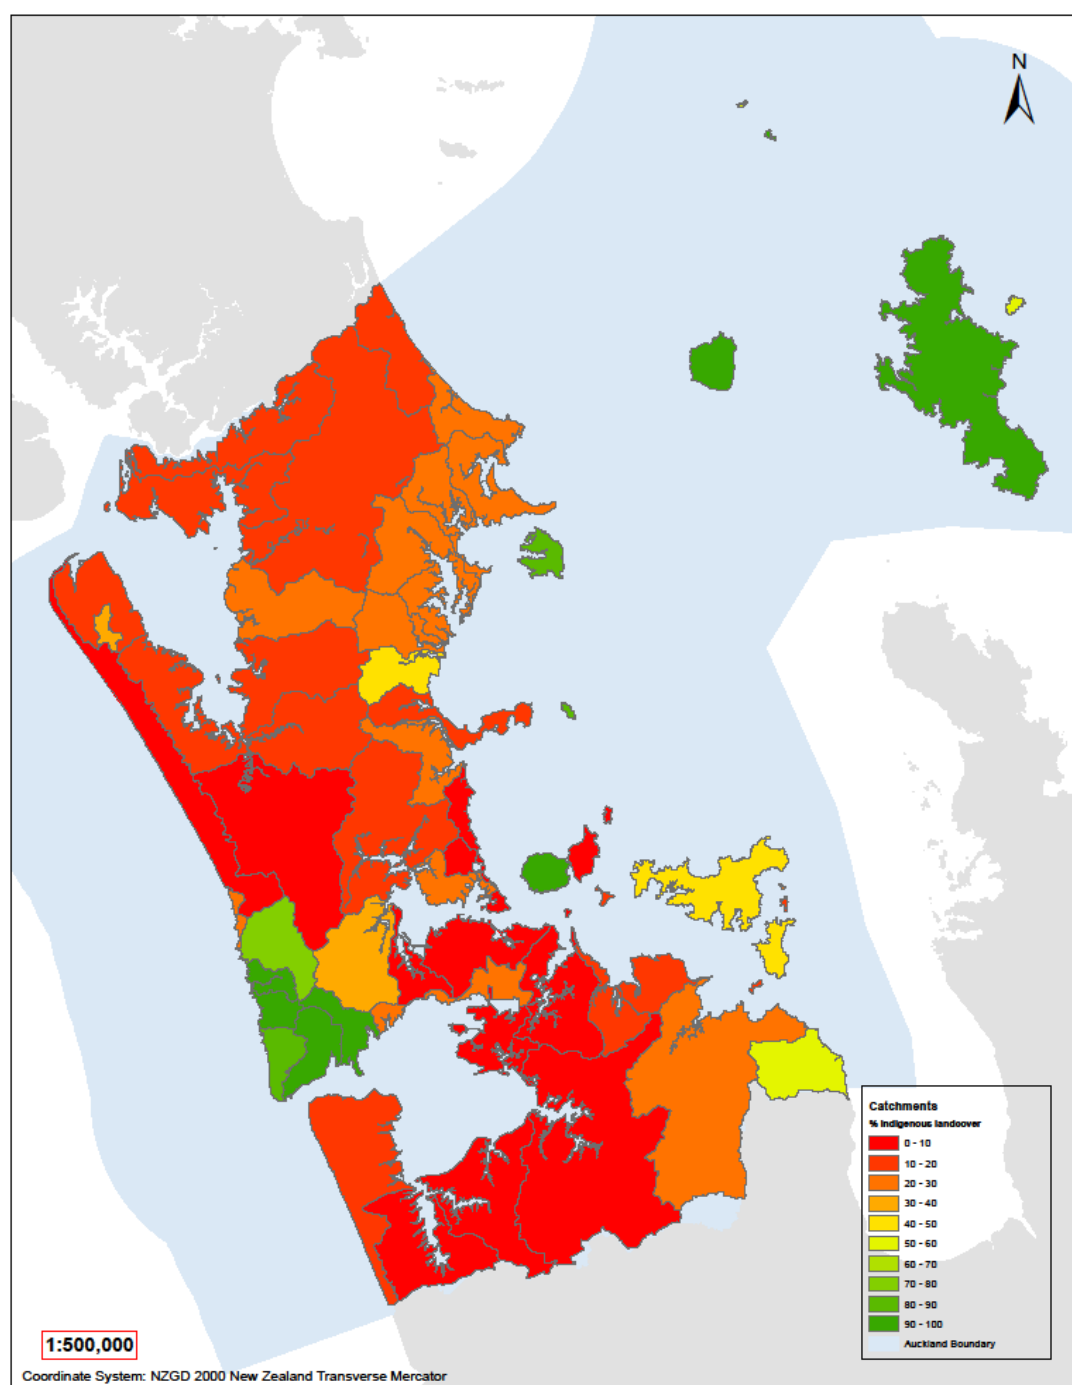 N
Catchments
% Indigenous landcover
0 - 10
10 - 20
20 - 30
30 - 40
40 - 50
50 - 60
60 - 70
70 - 80
80 - 90
90 - 100
Auckland Boundary
1:500,000
Coordinate System: NZGD 2000 New Zealand Transverse Mercator